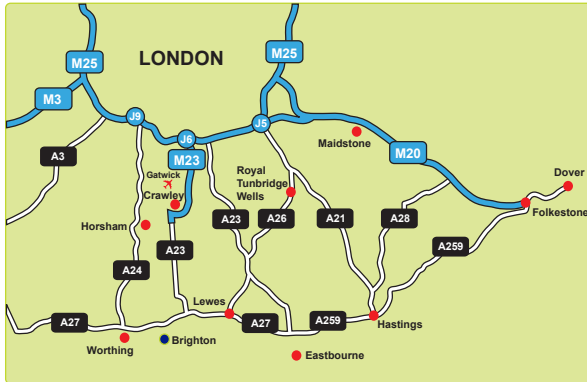 M25
LONDON
M25
M3
J9
J5
J6
A3
M23
Maidstone
M20
Gatwick
Crawley
Royal
Tunbridge
Wells
Dover
Folkestone
Horsham
A23
A26
A21
A28
A259
A23
A24
Lewes
A27
A27
A259
Hastings
Worthing
Brighton
Eastbourne